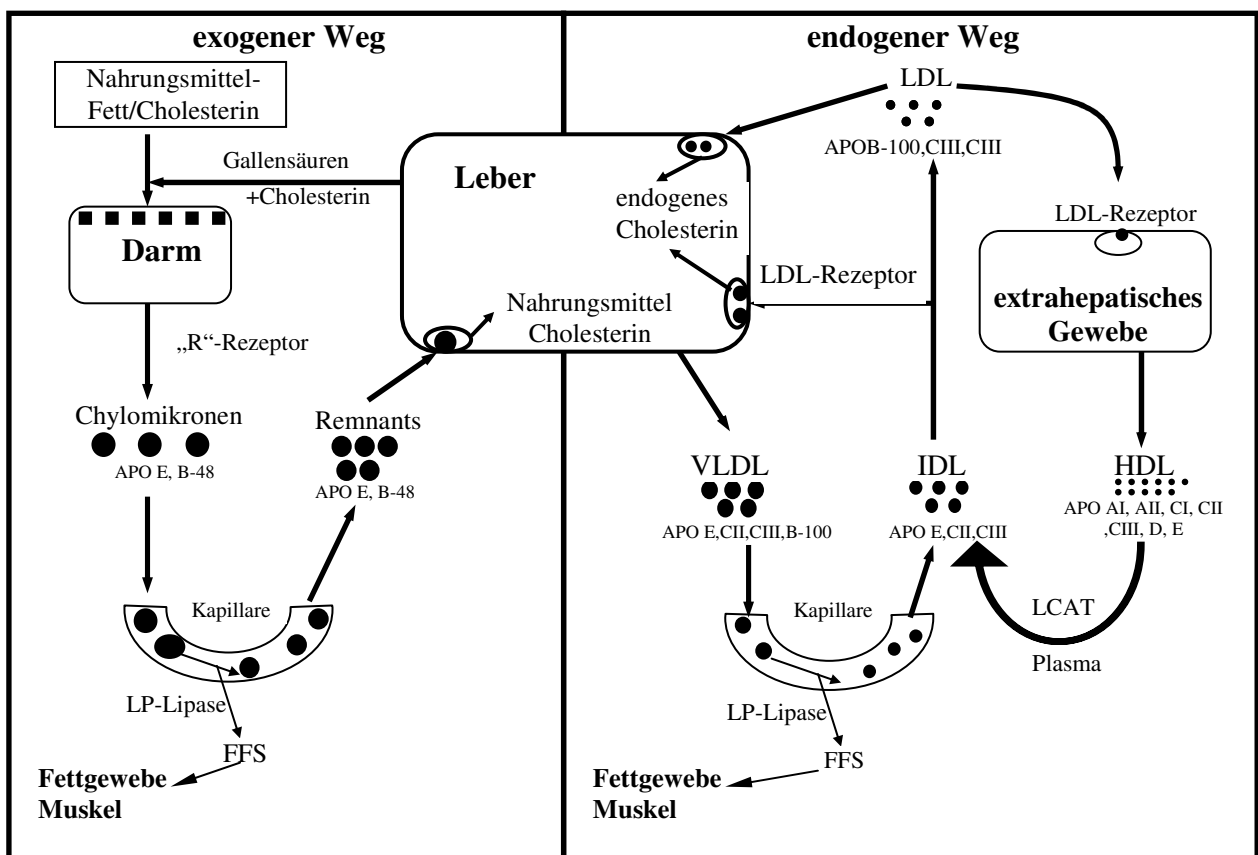 exogener Weg
Nahrungsmittel-
Fett/Cholesterin
Gallensäuren
+Cholesterin
Darm
„R“-Rezeptor
Chylomikronen
APO E, B-48
Remnants
APO E, B-48
Kapillare
LP-Lipase
FFS
Fettgewebe
Muskel
Leber
endogenes
Cholesterin
Nahrungsmittel
Cholesterin
endogener Weg
LDL
APOB-100,CIII,CIII
LDL-Rezeptor
LDL-Rezeptor
extrahepatisches
Gewebe
VLDL
APO E,CII,CIII,B-100
IDL
APO E,CII,CIII
HDL
APO AI, AII, CI, CII
,CIII, D, E
Kapillare
LCAT
Plasma
LP-Lipase
FFS
Fettgewebe
Muskel